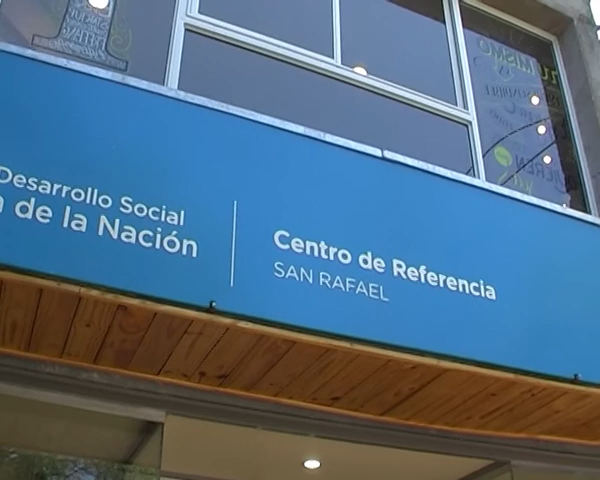 Desarrollo Social
de la Nación
Centro de Referencia
SAN RAFAEL